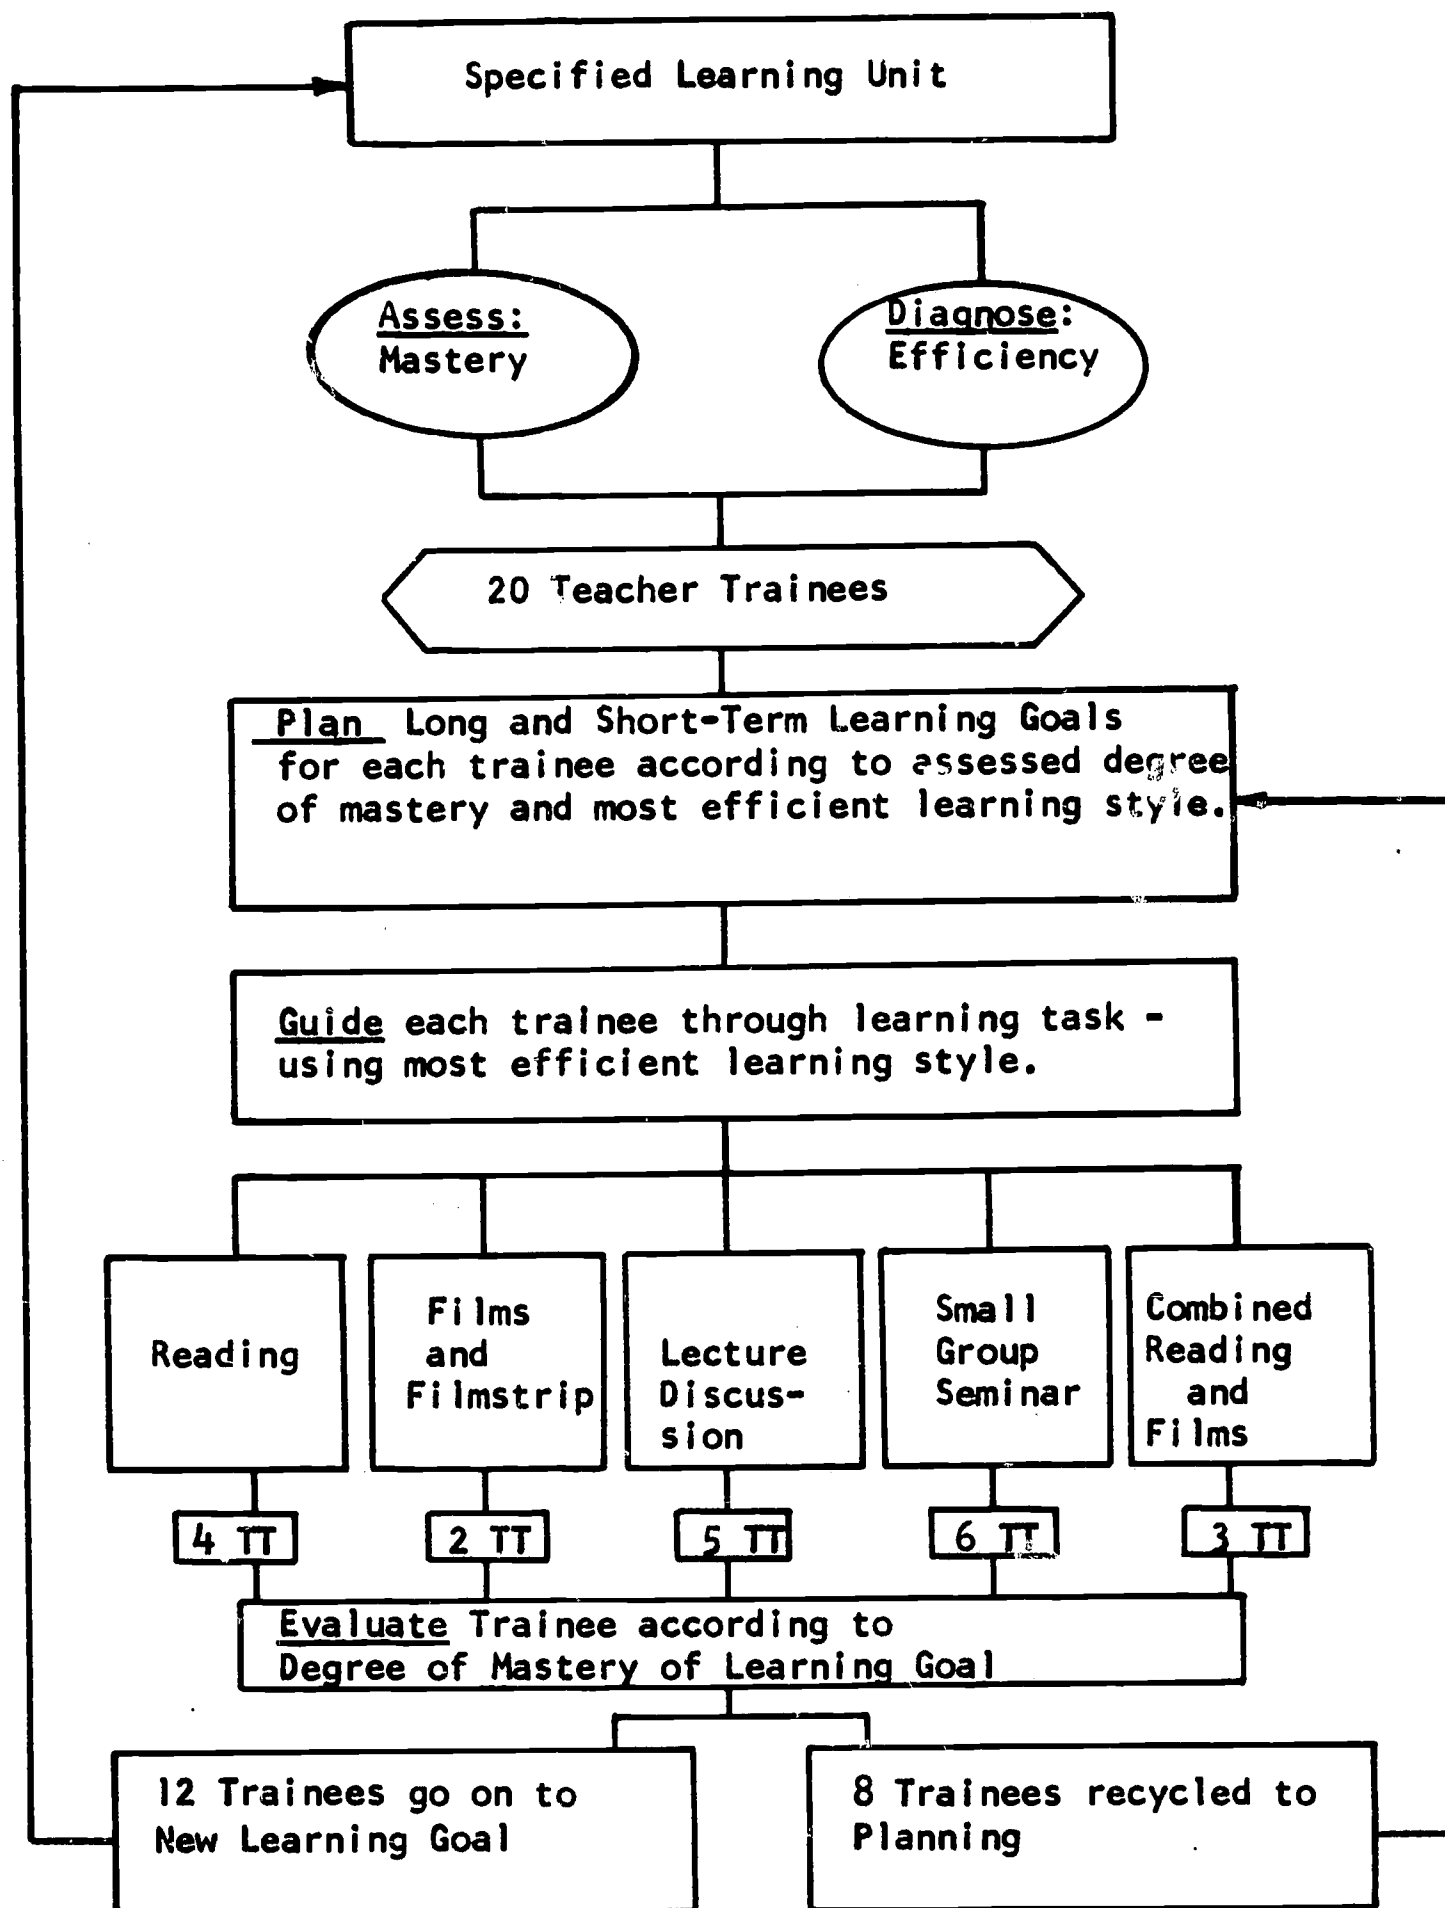 Specified Learning Unit
Assess:
Mastery
Diagnose:
Efficiency
20 Teacher Trainees
Plan Long and Short-Term Learning Goals
for each trainee according to assessed degree
of mastery and most efficient learning style.
Guide each trainee through learning task -
using most efficient learning style.
Reading
Films
and
Filmstrip
Lecture
Discus-
sion
Small
Group
Seminar
Combined
Reading
and
Films
4 TT
2 TT
5 TT
6 TT
3 TT
Evaluate Trainee according to
Degree of Mastery of Learning Goal
12 Trainees go on to
New Learning Goal
8 Trainees recycled to
Planning